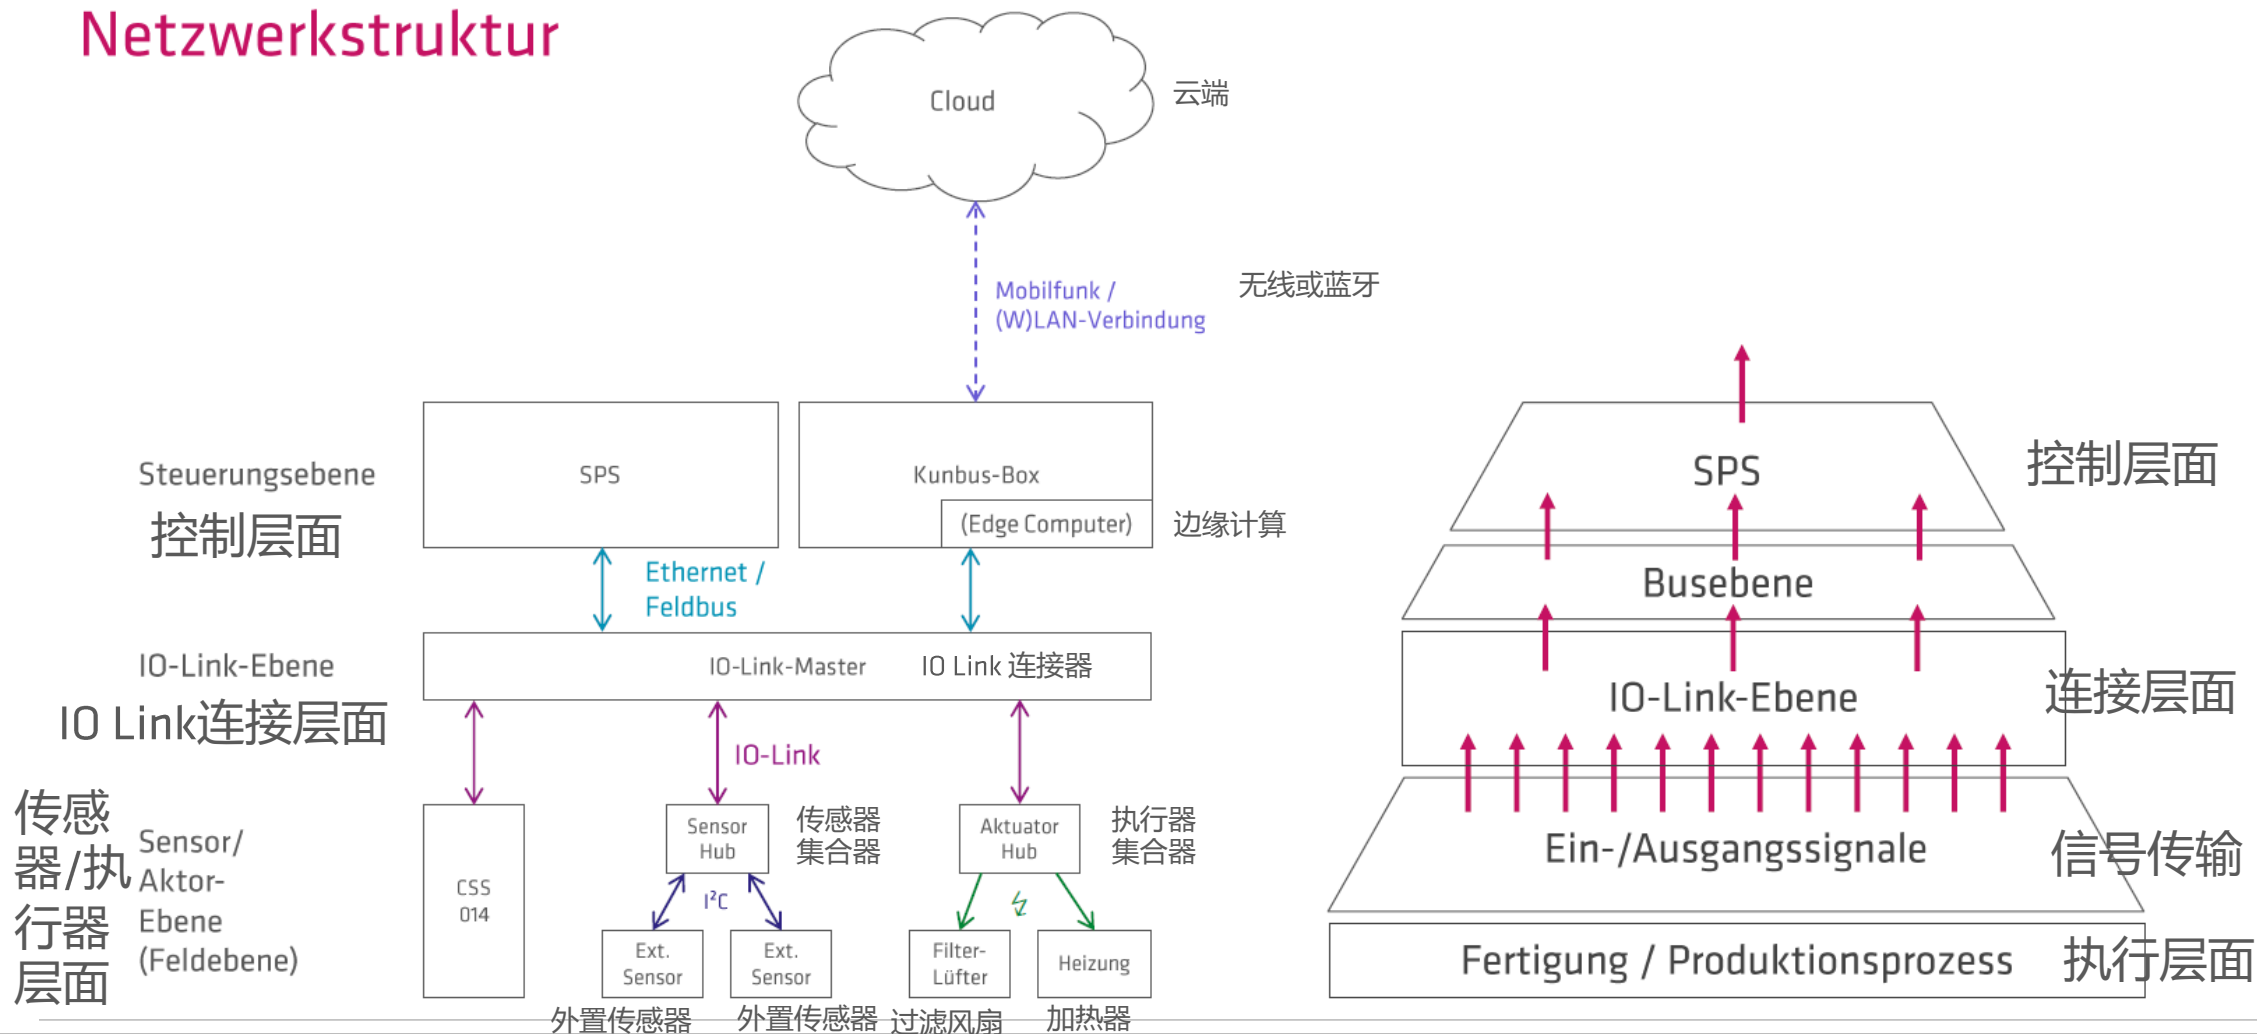 Netzwerkstruktur
Cloud
云端
Mobilfunk /
(W)LAN-Verbindung
无线或蓝牙
Steuerungsebene
控制层面
SPS
Kunbus-Box
(Edge Computer)
边缘计算
Ethernet /
Feldbus
IO-Link-Ebene
IO Link连接层面
IO-Link-Master
IO Link 连接器
IO-Link
传感
器/执
行器
层面
Sensor/
Aktor-
Ebene
(Feldebene)
CSS
014
Sensor
Hub
传感器
集合器
Aktuator
Hub
执行器
集合器
I²C
Ext.
Sensor
Ext.
Sensor
Filter-
Lüfter
Heizung
外置传感器
外置传感器
过滤风扇
加热器
SPS
控制层面
Busebene
IO-Link-Ebene
连接层面
Ein-/Ausgangssignale
信号传输
Fertigung / Produktionsprozess
执行层面